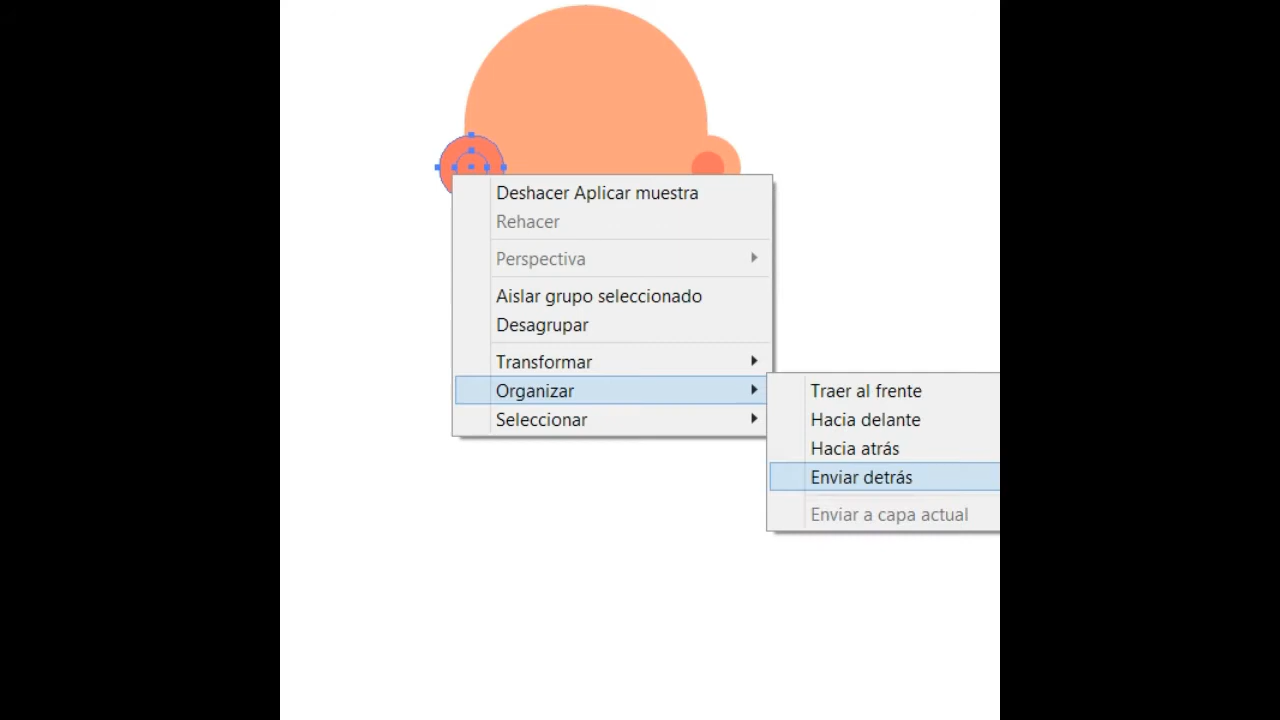 Deshacer Aplicar muestra
Rehacer
Perspectiva
Aislar grupo seleccionado
Desagrupar
Transformar
Organizar
Seleccionar
Traer al frente
Hacia delante
Hacia atrás
Enviar detrás
Enviar a capa actual